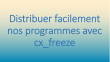 Distribuer facilement
nos programmes avec
cx_freeze